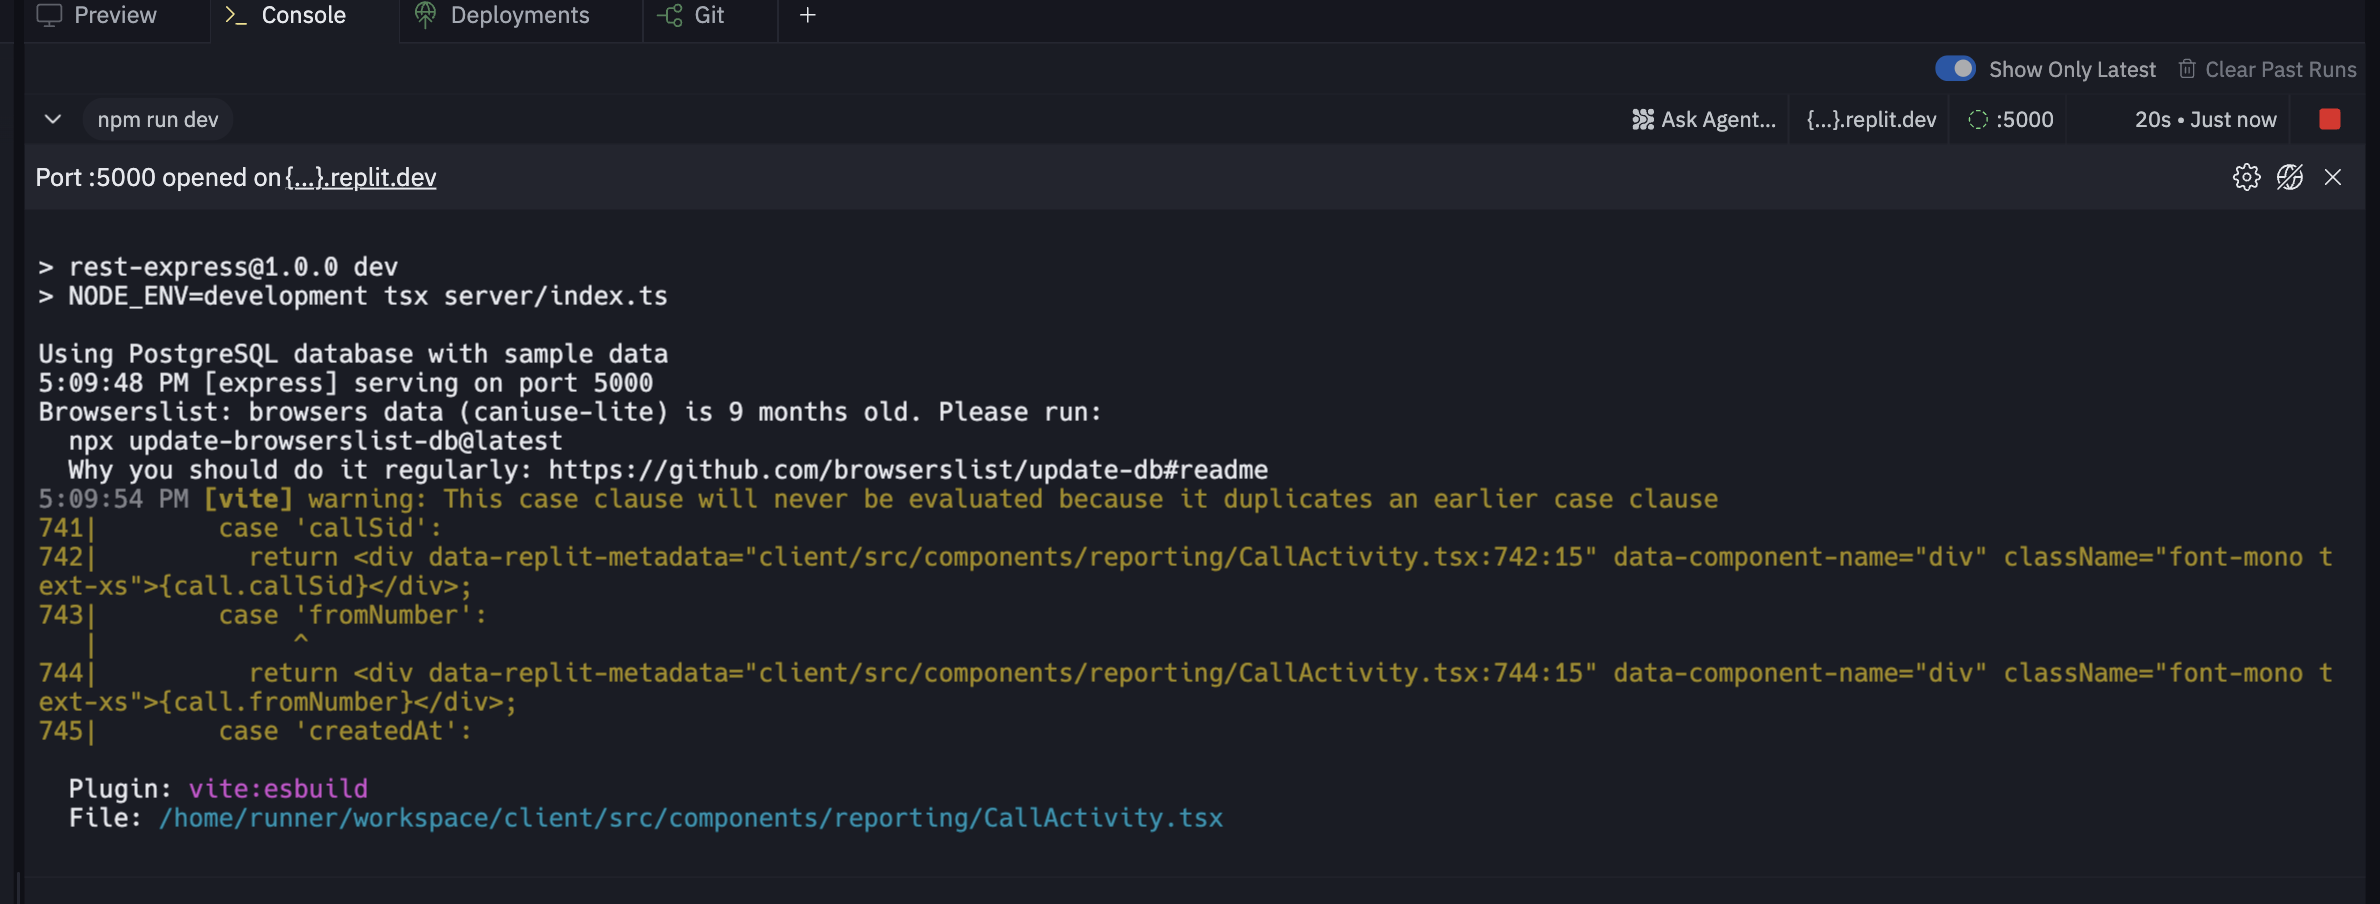 Preview
Console
Deployments
Git
+
Show Only Latest
Clear Past Runs
npm run dev
Ask Agent...
{...}.replit.dev
:5000
20s • Just now
Port :5000 opened on {...}.replit.dev
> rest-express@1.0.0 dev
> NODE_ENV=development tsx server/index.ts
Using PostgreSQL database with sample data
5:09:48 PM [express] serving on port 5000
Browserslist: browsers data (caniuse-lite) is 9 months old. Please run:
  npx update-browserslist-db@latest
  Why you should do it regularly: https://github.com/browserslist/update-db#readme
5:09:54 PM [vite] warning: This case clause will never be evaluated because it duplicates an earlier case clause
741|        case 'callSid':
742|          return <div data-replit-metadata="client/src/components/reporting/CallActivity.tsx:742:15" data-component-name="div" className="font-mono t
ext-xs">{call.callSid}</div>;
743|        case 'fromNumber':
   |             ^
744|          return <div data-replit-metadata="client/src/components/reporting/CallActivity.tsx:744:15" data-component-name="div" className="font-mono t
ext-xs">{call.fromNumber}</div>;
745|        case 'createdAt':
  Plugin: vite:esbuild
  File: /home/runner/workspace/client/src/components/reporting/CallActivity.tsx